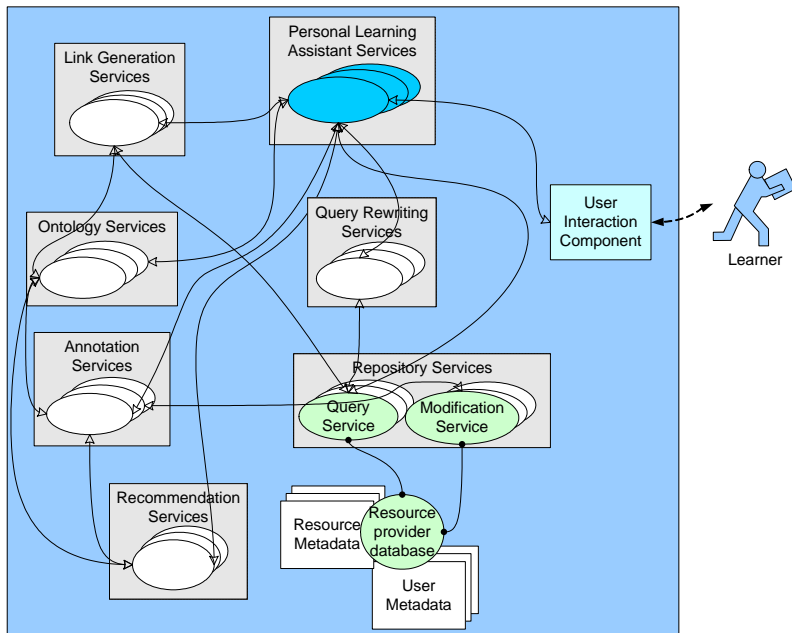 Personal Learning
Assistant Services
Link Generation
Services
User
Interaction
Component
Learner
Ontology Services
Query Rewriting
Services
Annotation
Services
Repository Services
Query
Service
Modification
Service
Recommendation
Services
Resource
Metadata
Resource
provider
database
User
Metadata